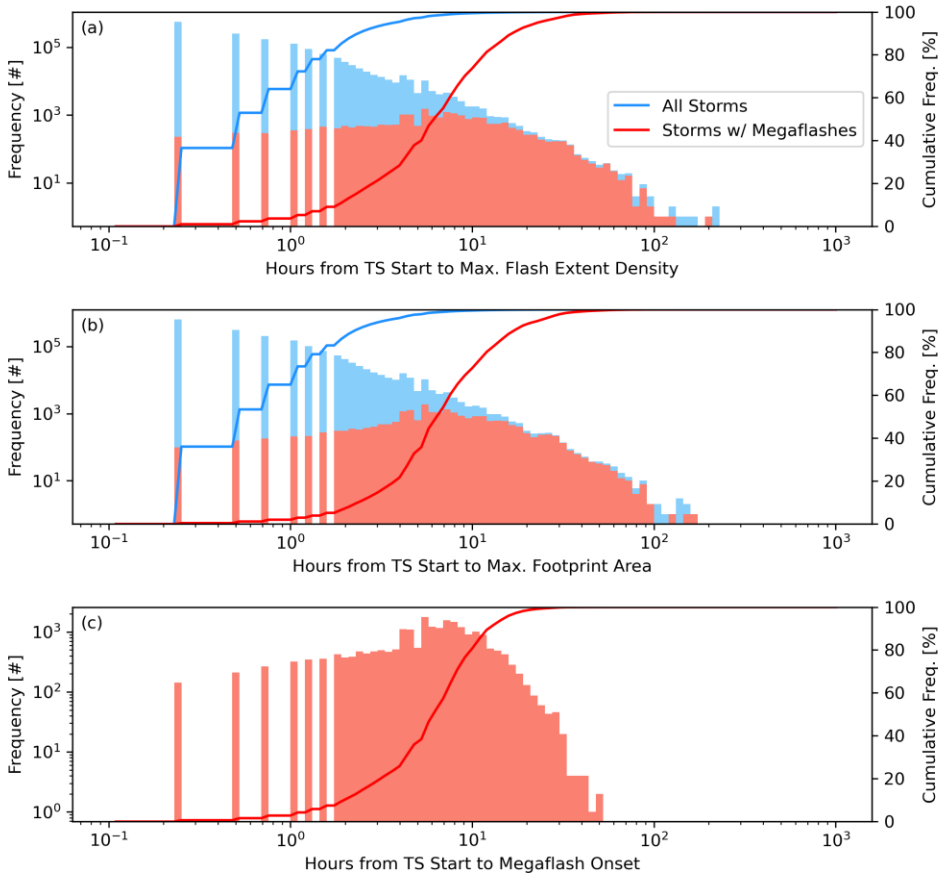 (a)
Frequency [#]
10^5
10^3
10^1
All Storms
Storms w/ Megaflashes
100
80
60
40
20
0
Cumulative Freq. [%]
10^-1 10^0 10^1 10^2 10^3
Hours from TS Start to Max. Flash Extent Density
(b)
Frequency [#]
10^5
10^3
10^1
100
80
60
40
20
0
Cumulative Freq. [%]
10^-1 10^0 10^1 10^2 10^3
Hours from TS Start to Max. Footprint Area
(c)
Frequency [#]
10^3
10^2
10^1
10^0
100
80
60
40
20
0
Cumulative Freq. [%]
10^-1 10^0 10^1 10^2 10^3
Hours from TS Start to Megaflash Onset